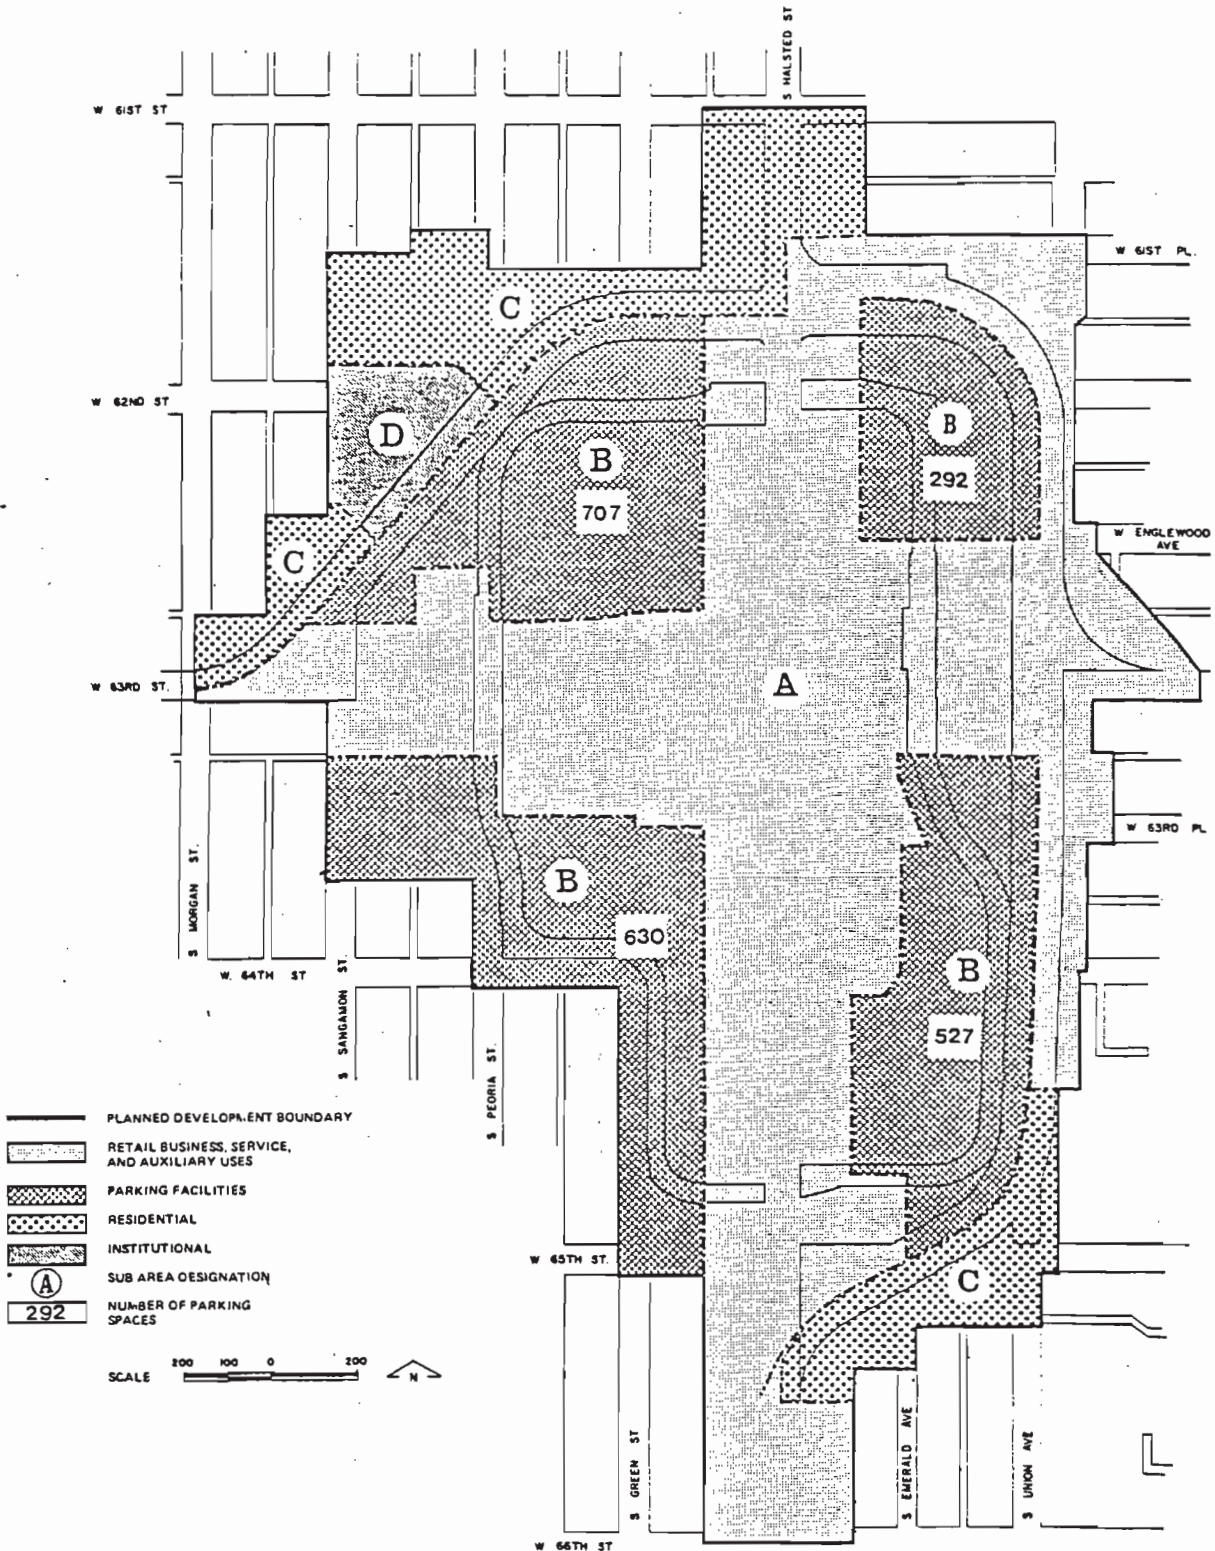 S HALSTED ST
W 61ST ST
W 61ST PL.
C
W 62ND ST
D
B
707
B
292
W ENGLEWOOD
AVE
C
W 63RD ST.
A
W 63RD PL
B
630
S MORGAN ST.
W. 64TH ST
S SANGAMON ST.
B
527
S PEORIA ST.
PLANNED DEVELOPMENT BOUNDARY
RETAIL BUSINESS, SERVICE,
AND AUXILIARY USES
PARKING FACILITIES
RESIDENTIAL
INSTITUTIONAL
A
SUB AREA DESIGNATION
292
NUMBER OF PARKING
SPACES
W 65TH ST.
C
SCALE
200 100 0 200
N
S GREEN ST
S EMERALD AVE
S UNION AVE
W 66TH ST